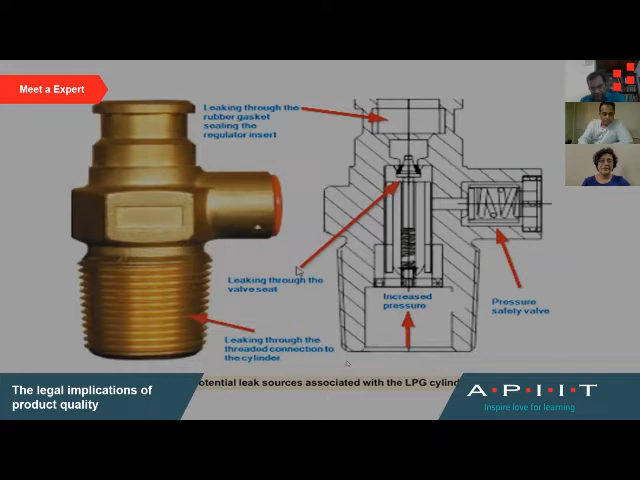 Meet a Expert
Leaking through the
rubber gasket
sealing the
regulator insert
Leaking through the
valve seat
Increased
pressure
Pressure
safety valve
Leaking through the threaded connection to
the cylinder
otential leak sources associated with the LPG cylin
The legal implications of
product quality
A.P.I.I.T
Inspire love for learning